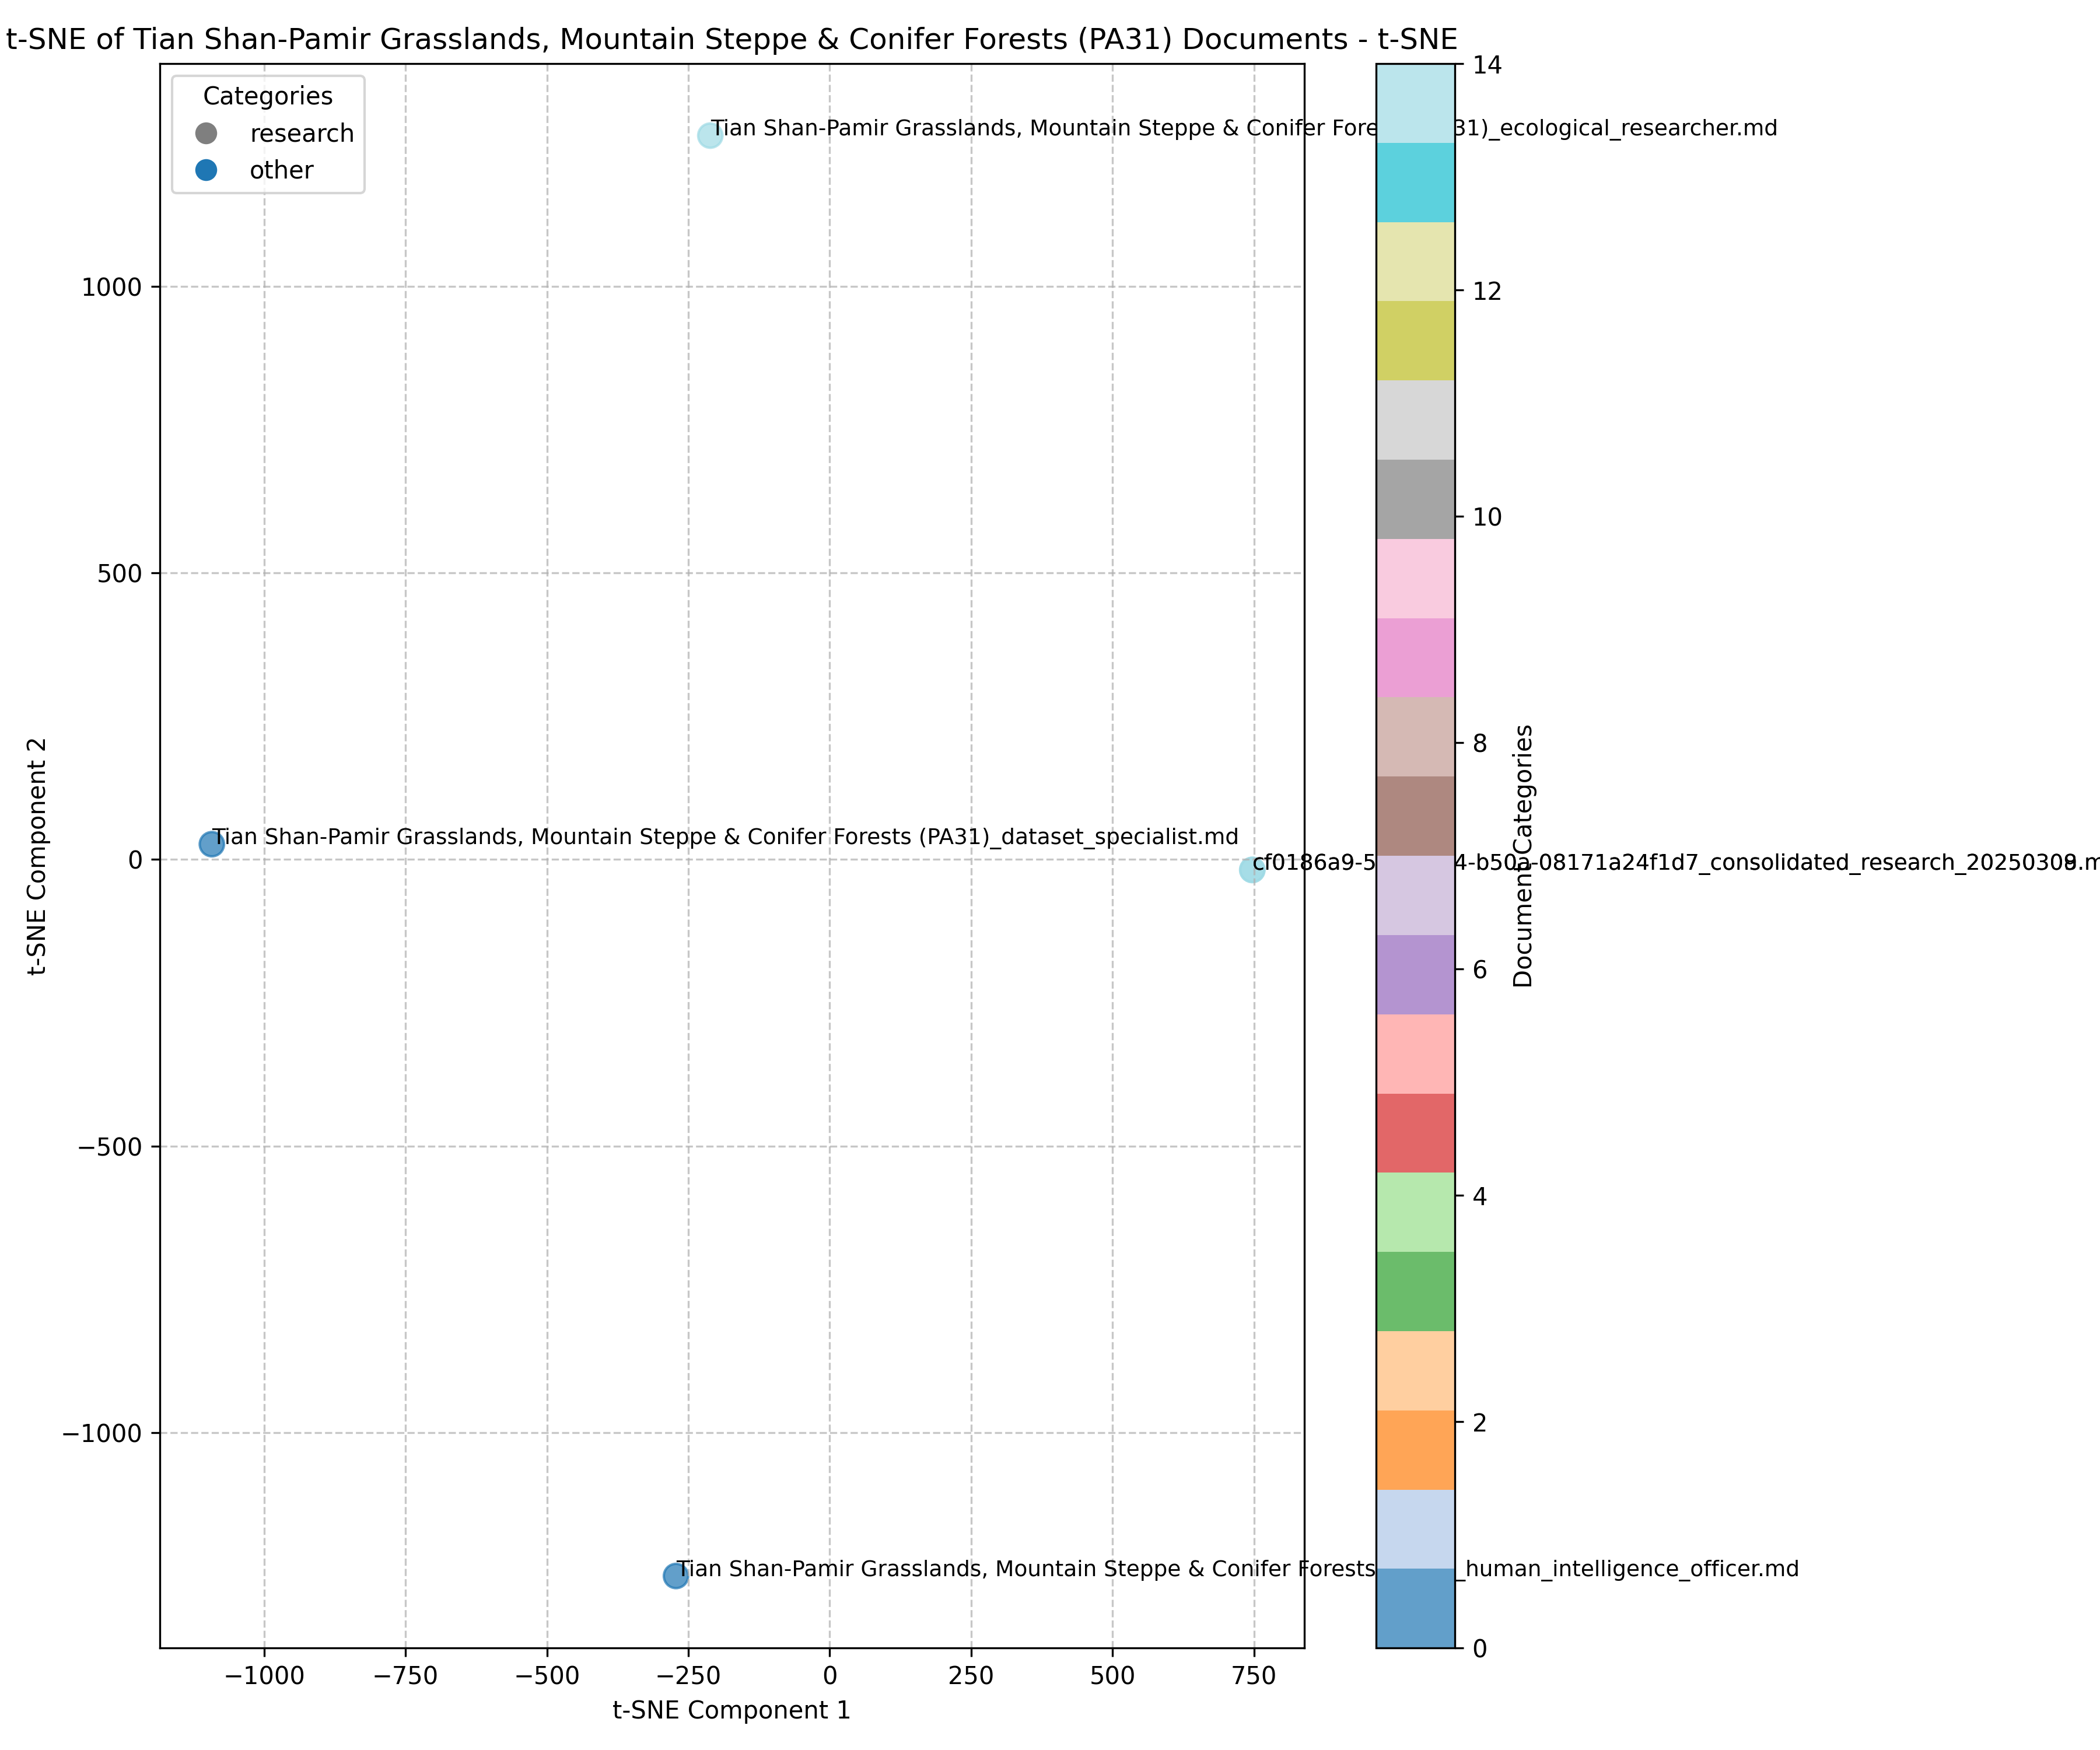 t-SNE of Tian Shan-Pamir Grasslands, Mountain Steppe & Conifer Forests (PA31) Documents - t-SNE
Categories
research
other
Tian Shan-Pamir Grasslands, Mountain Steppe & Conifer Fore 31)_ecological_researcher.md
Tian Shan-Pamir Grasslands, Mountain Steppe & Conifer Forests (PA31)_dataset_specialist.md
cf0186a9-5 4-b50a-08171a24f1d7_consolidated_research_2025030
Tian Shan-Pamir Grasslands, Mountain Steppe & Conifer Forests _human_intelligence_officer.md
1000
500
0
−500
−1000
t-SNE Component 2
−1000 −750 −500 −250 0 250 500 750
t-SNE Component 1
14
12
10
8
6
4
2
0
Document Categories